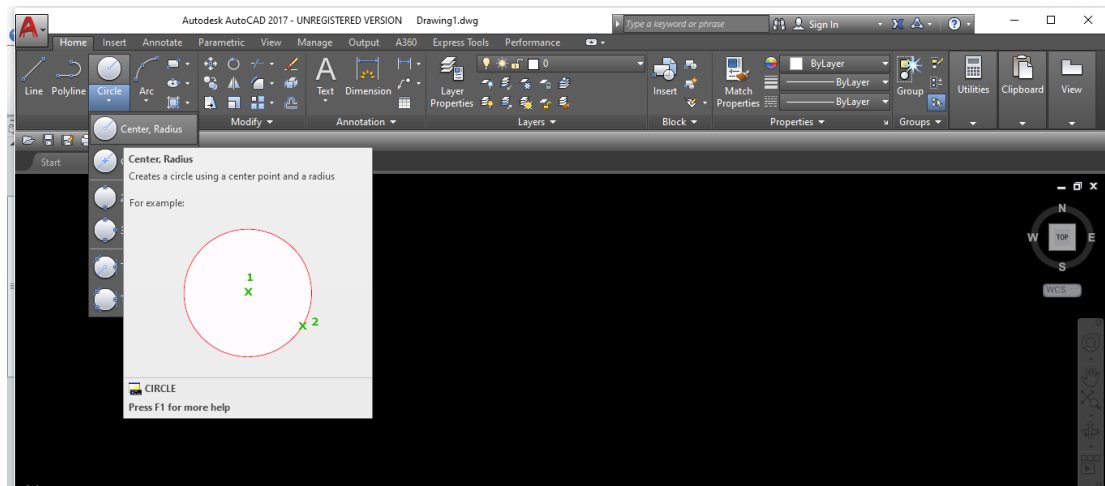 Autodesk AutoCAD 2017 - UNREGISTERED VERSION Drawing1.dwg
Type a keyword or phrase
Sign In
Home Insert Annotate Parametric View Manage Output A360 Express Tools Performance
0
ByLayer
ByLayer
ByLayer
Line Polyline Circle Arc
Text Dimension
Layer Properties
Insert
Match Properties
Group
Utilities Clipboard View
Modify
Annotation
Layers
Block
Properties
Groups
Center, Radius
Start
Center, Radius
Creates a circle using a center point and a radius
For example:
1
2
CIRCLE
Press F1 for more help
N
W TOP E
S
WCS